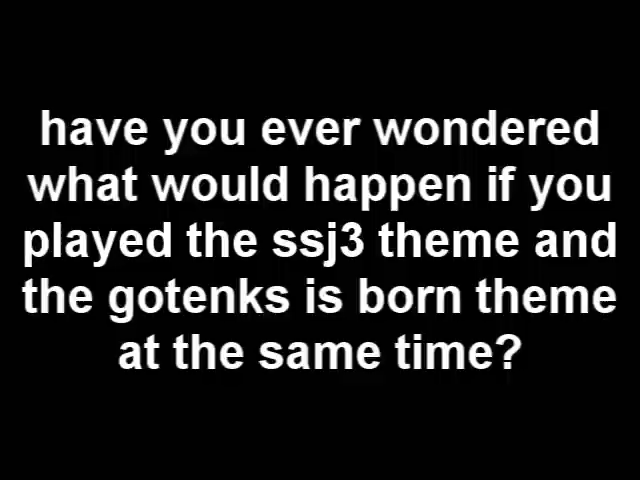 have you ever wondered
what would happen if you
played the ssj3 theme and
the gotenks is born theme
at the same time?